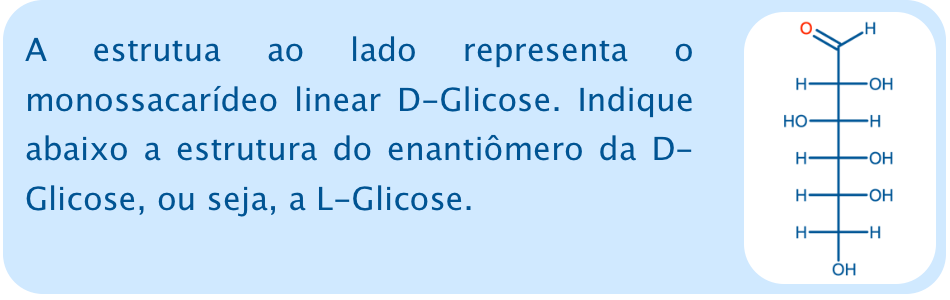 A estrutua ao lado representa o
monossacarídeo linear D–Glicose. Indique
abaixo a estrutura do enantiômero da D–
Glicose, ou seja, a L–Glicose.
O H
H OH
HO H
H OH
H OH
H H
OH